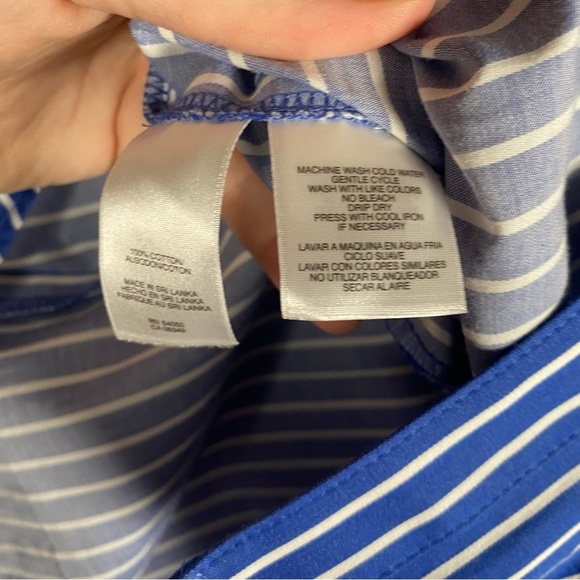 100% COTTON/
ALGODON/COTON
MADE IN SRI LANKA
HECHO EN SRI LANKA
FABRIQUE AU SRI LANKA
MACHINE WASH COLD WATER
GENTLE CYCLE
WASH WITH LIKE COLORS
NO BLEACH
DRIP DRY
PRESS WITH COOL IRON
IF NECESSARY
LAVAR A MAQUINA EN AGUA FRIA
CICLO SUAVE
LAVAR CON COLORES SIMILARES
NO UTILIZAR BLANQUEADOR
SECAR AL AIRE